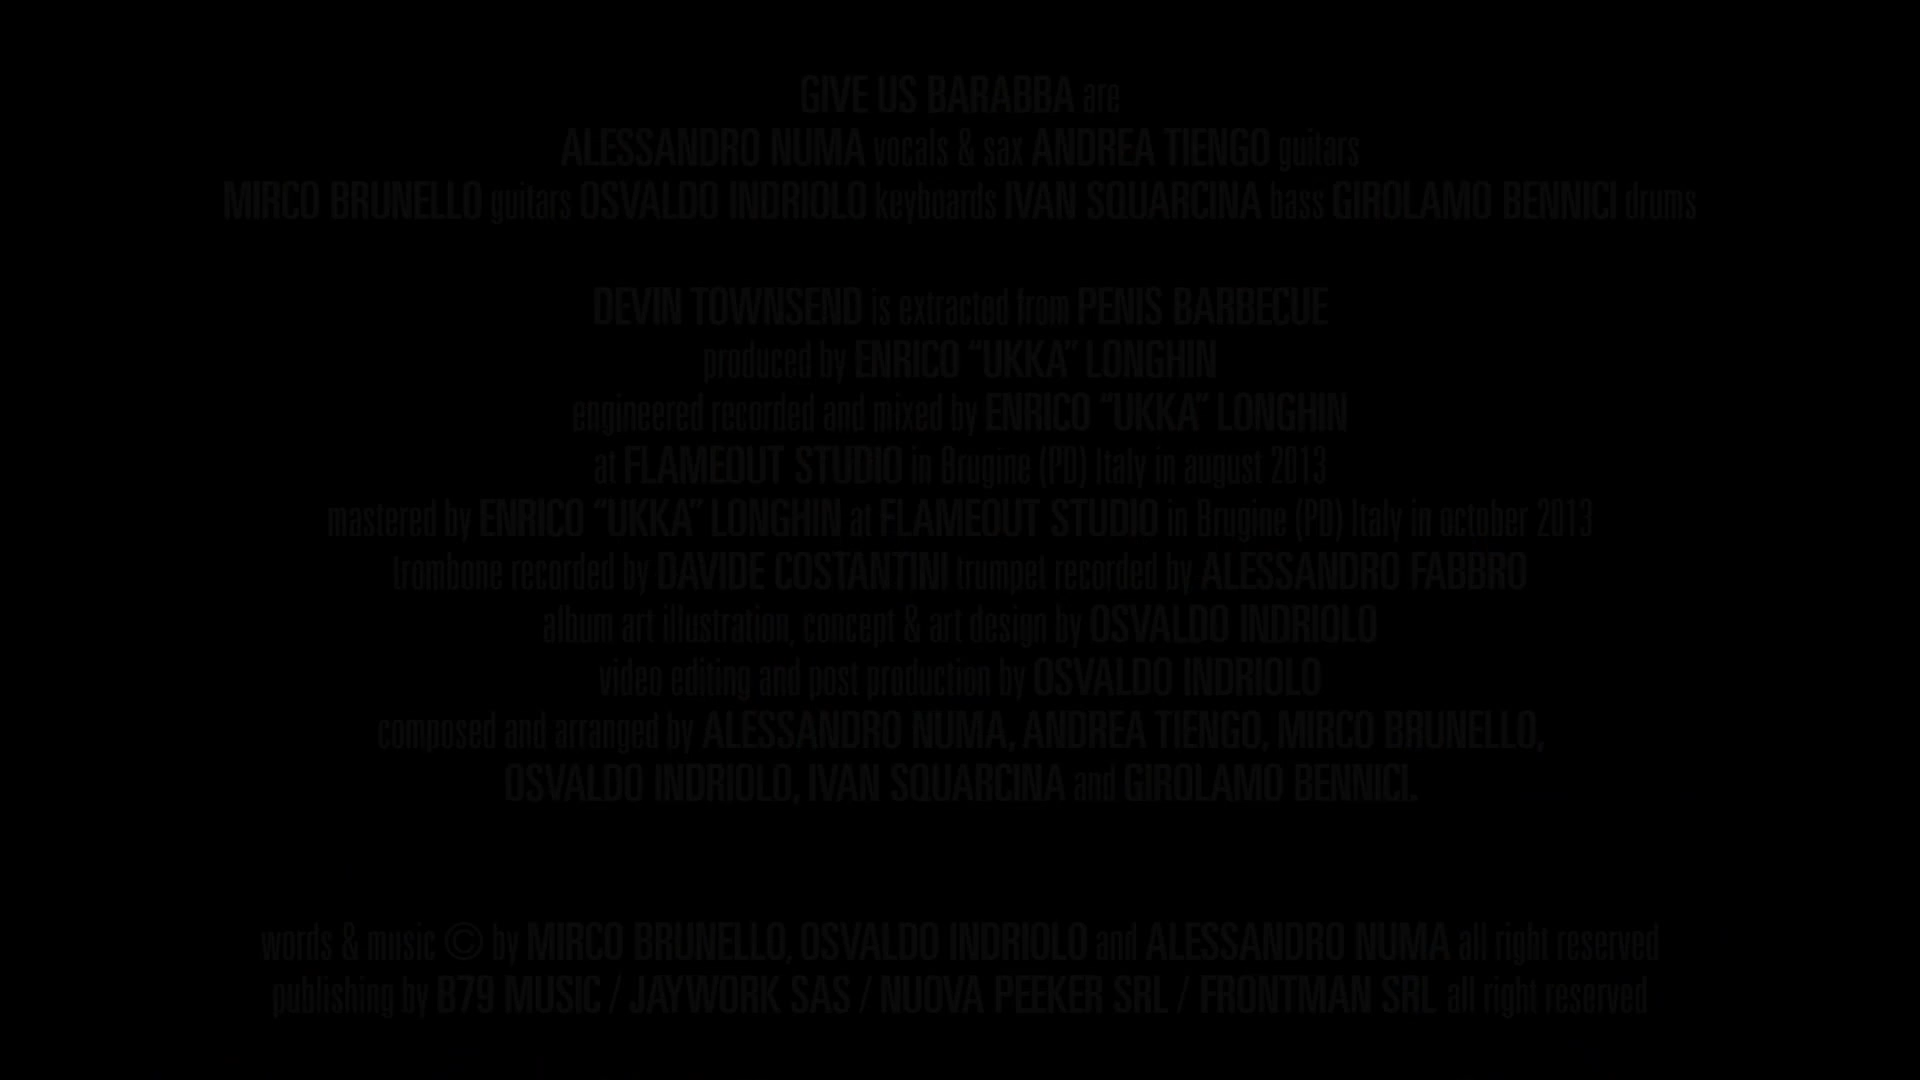 GIVE US BARABBA are
ALESSANDRO NUMA vocals & sax ANDREA TIENGO guitars
MIRCO BRUNELLO guitars OSVALDO INDRIOLO keyboards IVAN SQUARCINA bass GIROLAMO BENNICI drums
DEVIN TOWNSEND is extracted from PENIS BARBECUE
produced by ENRICO “UKKA” LONGHIN
engineered recorded and mixed by ENRICO “UKKA” LONGHIN
at FLAMEOUT STUDIO in Brugine (PD) Italy in august 2013
mastered by ENRICO “UKKA” LONGHIN at FLAMEOUT STUDIO in Brugine (PD) Italy in october 2013
trombone recorded by DAVIDE COSTANTINI trumpet recorded by ALESSANDRO FABBRO
album art illustration, concept & art design by OSVALDO INDRIOLO
video editing and post production by OSVALDO INDRIOLO
composed and arranged by ALESSANDRO NUMA, ANDREA TIENGO, MIRCO BRUNELLO,
OSVALDO INDRIOLO, IVAN SQUARCINA and GIROLAMO BENNICI.
words & music © by MIRCO BRUNELLO, OSVALDO INDRIOLO and ALESSANDRO NUMA all right reserved
publishing by B79 MUSIC / JAYWORK SAS / NUOVA PEEKER SRL / FRONTMAN SRL all right reserved